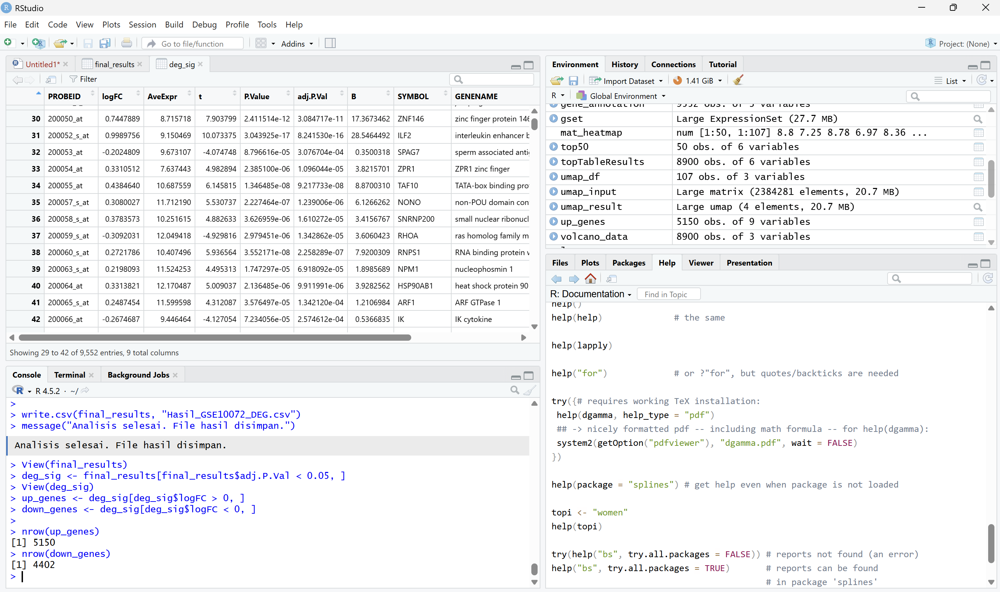 RStudio
File Edit Code View Plots Session Build Debug Profile Tools Help
Go to file/function Addins Project: (None)
Untitled1* final_results deg_sig
Filter
PROBEID logFC AveExpr t P.Value adj.P.Val B SYMBOL GENENAME
30 200050_at 0.7447889 8.715718 7.903799 2.411514e-12 3.084717e-11 17.3673462 ZNF146 zinc finger protein 146
31 200052_s_at 0.9989756 9.150469 10.073375 3.043925e-17 8.241530e-16 28.5464492 ILF2 interleukin enhancer b
32 200053_at -0.2024809 9.673107 -4.074748 8.796616e-05 3.076704e-04 0.3500318 SPAG7 sperm associated anti
33 200054_at 0.3310512 7.637443 4.982894 2.385100e-06 1.096044e-05 3.8215701 ZPR1 ZPR1 zinc finger
34 200055_at 0.4384640 10.687559 6.145815 1.346485e-08 9.217733e-08 8.8700310 TAF10 TATA-box binding pro
35 200057_s_at 0.3080027 11.712190 5.530737 2.227464e-07 1.239006e-06 6.1266262 NONO non-POU domain con
36 200058_s_at 0.3783573 10.251615 4.882633 3.626959e-06 1.610272e-05 3.4156767 SNRNP200 small nuclear ribonucl
37 200059_s_at -0.3092031 12.049418 -4.929816 2.979451e-06 1.342862e-05 3.6060423 RHOA ras homolog family m
38 200060_s_at 0.2721786 10.407496 5.936564 3.552171e-08 2.258289e-07 7.9200309 RNPS1 RNA binding protein w
39 200063_s_at 0.2198093 11.524253 4.495313 1.747297e-05 6.918092e-05 1.8985689 NPM1 nucleophosmin 1
40 200064_at 0.3313821 12.170487 5.009037 2.136485e-06 9.911991e-06 3.9282562 HSP90AB1 heat shock protein 90
41 200065_s_at 0.2487454 11.599598 4.312087 3.576497e-05 1.342120e-04 1.2106984 ARF1 ARF GTPase 1
42 200066_at -0.2674687 9.446464 -4.127054 7.234056e-05 2.574612e-04 0.5366835 IK IK cytokine
Showing 29 to 42 of 9,552 entries, 9 total columns
Console Terminal Background Jobs
R 4.5.2 · ~/
>
> write.csv(final_results, "Hasil_GSE10072_DEG.csv")
> message("Analisis selesai. File hasil disimpan.")
Analisis selesai. File hasil disimpan.
> View(final_results)
> deg_sig <- final_results[final_results$adj.P.Val < 0.05, ]
> View(deg_sig)
> up_genes <- deg_sig[deg_sig$logFC > 0, ]
> down_genes <- deg_sig[deg_sig$logFC < 0, ]
>
> nrow(up_genes)
[1] 5150
> nrow(down_genes)
[1] 4402
>
Environment History Connections Tutorial
Import Dataset 1.41 GiB List
R Global Environment
gene_annotation 9552 obs. of 3 variables
gset Large ExpressionSet (27.7 MB)
mat_heatmap num [1:50, 1:107] 8.8 7.25 8.78 6.97 8.36 ...
top50 50 obs. of 6 variables
topTableResults 8900 obs. of 6 variables
umap_df 107 obs. of 3 variables
umap_input Large matrix (2384281 elements, 20.7 MB)
umap_result Large umap (4 elements, 20.7 MB)
up_genes 5150 obs. of 9 variables
volcano_data 8900 obs. of 3 variables
Files Plots Packages Help Viewer Presentation
R: Documentation Find in Topic
help()
help(help) # the same
help(lapply)
help("for") # or ?"for", but quotes/backticks are needed
try({# requires working TeX installation:
help(dgamma, help_type = "pdf")
## -> nicely formatted pdf -- including math formula -- for help(dgamma):
system2(getOption("pdfviewer"), "dgamma.pdf", wait = FALSE)
})
help(package = "splines") # get help even when package is not loaded
topi <- "women"
help(topi)
try(help("bs", try.all.packages = FALSE)) # reports not found (an error)
help("bs", try.all.packages = TRUE) # reports can be found
# in package 'splines'